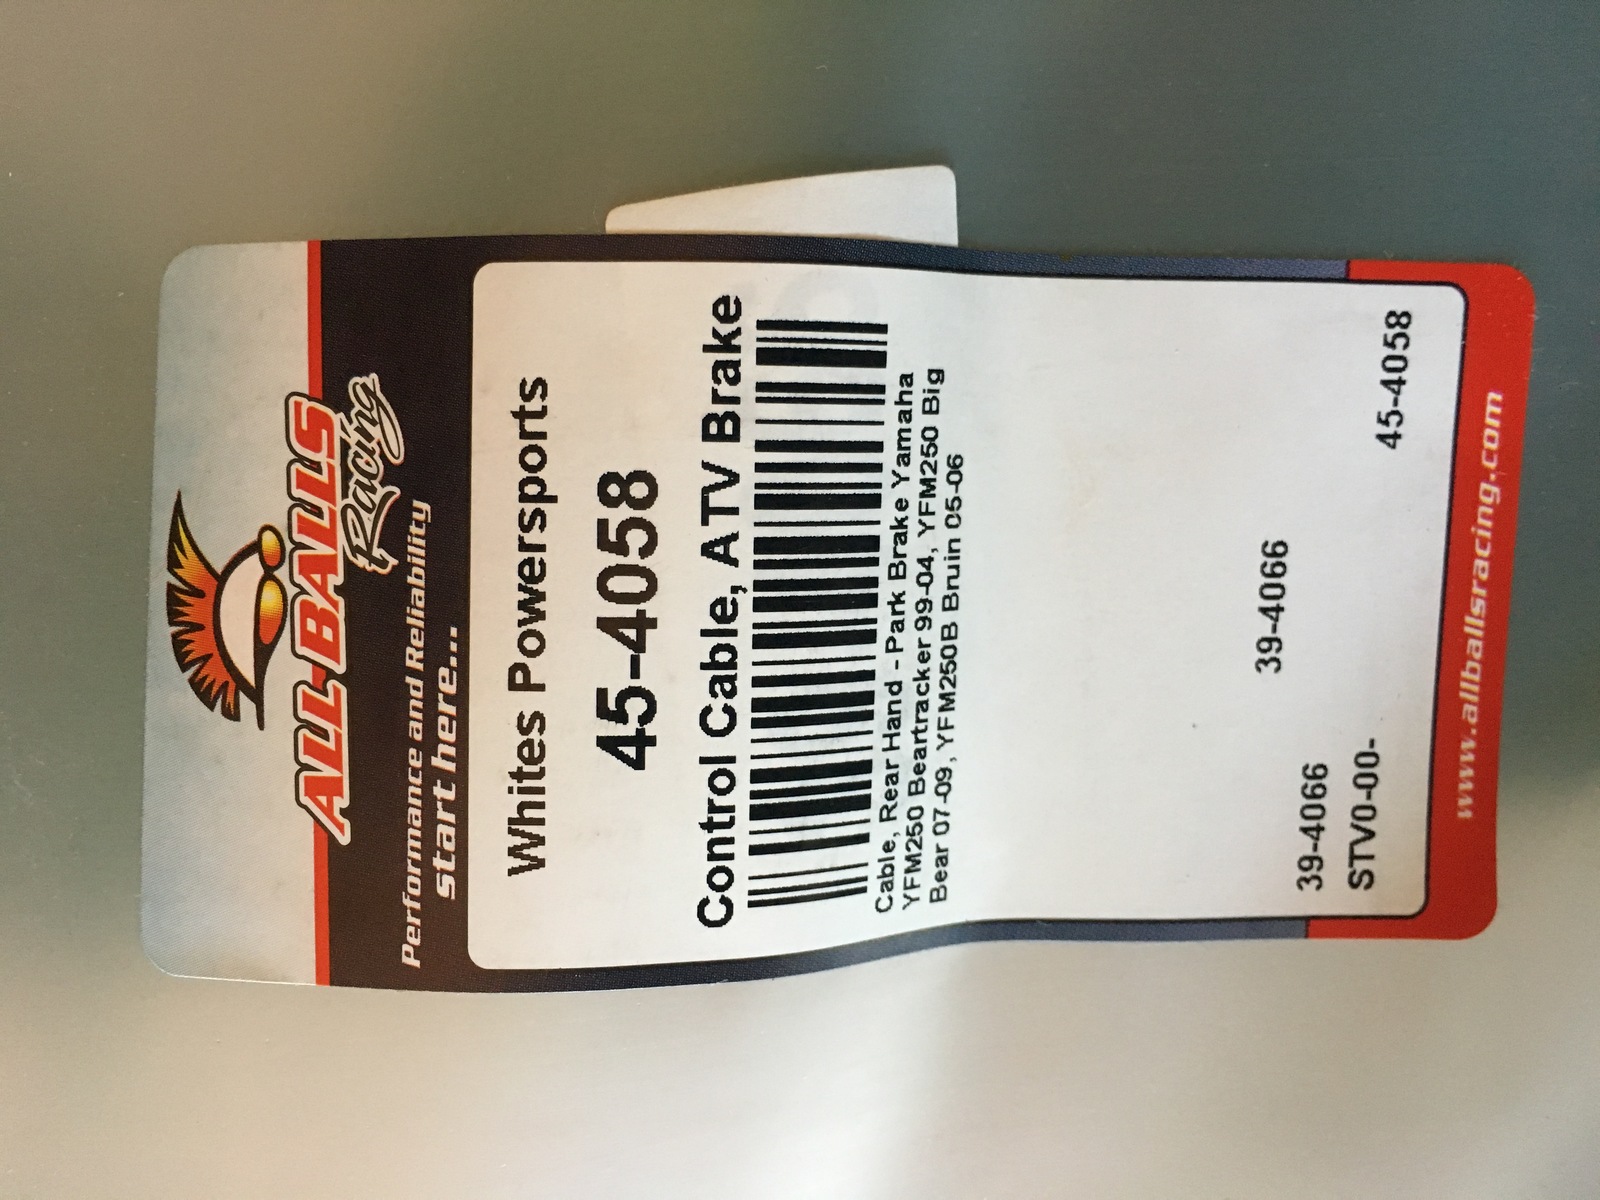 ALL-BALLS
Racing
Performance and Reliability
start here...
Whites Powersports
45-4058
Control Cable, ATV Brake
Cable, Rear Hand - Park Brake Yamaha
YFM250 Beartracker 99-04, YFM250 Big
Bear 07-09, YFM250B Bruin 05-06
39-4066
39-4066
STV0-00-
45-4058
www.allballsracing.com